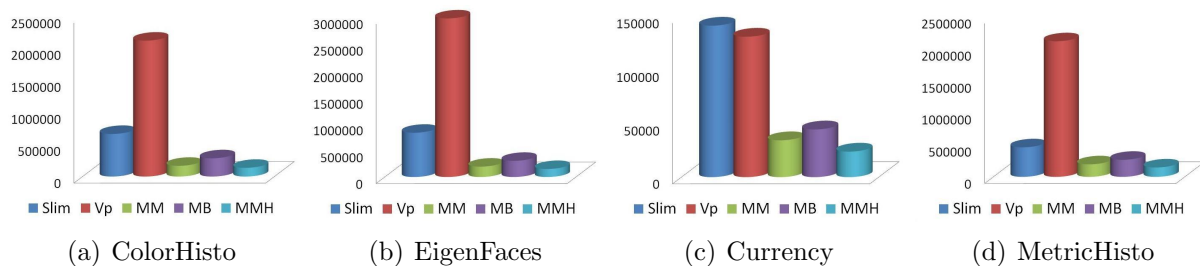 2500000
2000000
1500000
1000000
500000
0
Slim Vp MM MB MMH
(a) ColorHisto
3000000
2500000
2000000
1500000
1000000
500000
0
Slim Vp MM MB MMH
(b) EigenFaces
150000
100000
50000
0
Slim Vp MM MB MMH
(c) Currency
2500000
2000000
1500000
1000000
500000
0
Slim Vp MM MB MMH
(d) MetricHisto